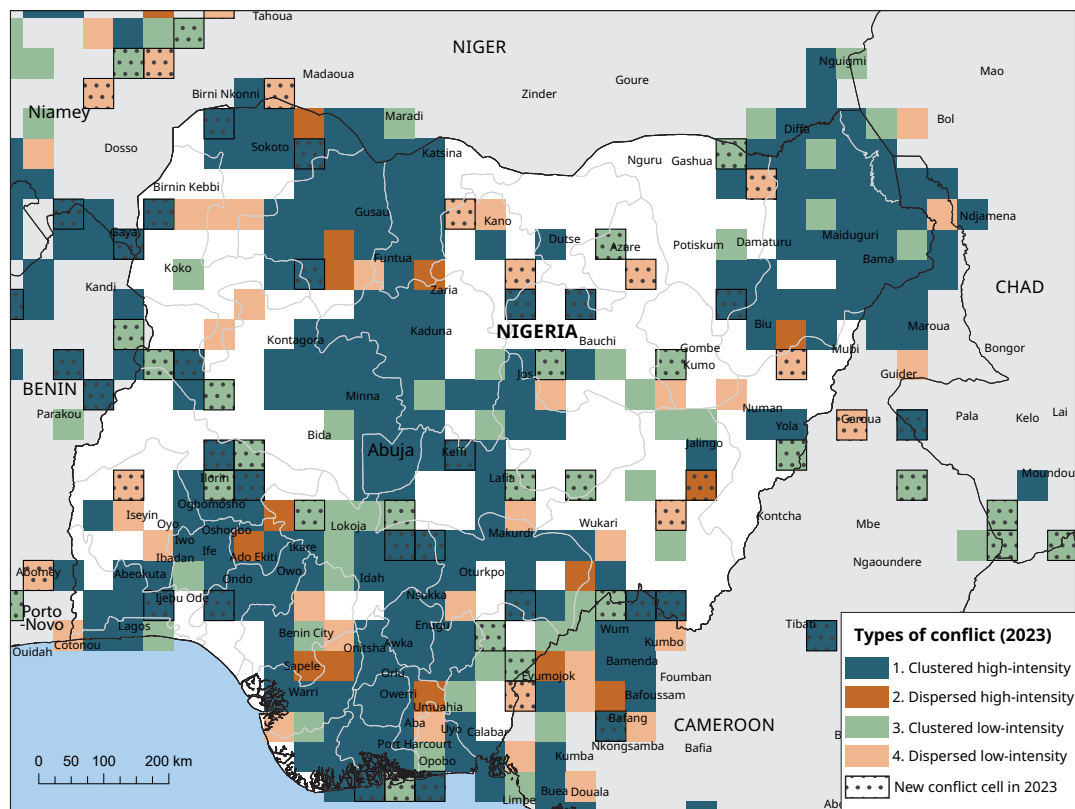 Tahoua
NIGER
Nguigmi
Madaoua
Goure
Mao
Birni Nkonni
Zinder
Niamey
Maradi
Diffa
Bol
Dosso
Sokoto
Katsina
Nguru
Gashua
Birnin Kebbi
Gusau
Kano
Ndjamena
Gaya
Dutse
Azare
Potiskum
Damaturu
Maiduguri
Koko
Funtua
Bama
Kandi
Zaria
CHAD
Kontagora
Kaduna
NIGERIA
Bauchi
Biu
Maroua
Gombe
Mubi
Bongor
BENIN
Jos
Kumo
Guider
Parakou
Minna
Numan
Yola
Garoua
Pala
Kelo
Lai
Bida
Abuja
Keffi
Jalingo
Moundou
Ilorin
Lafia
Ogbomosho
Iseyin
Oyo
Oshogbo
Lokoja
Makurdi
Wukari
Kontcha
Mbe
Iwo
Ife
Ikare
Ibadan
Ado Ekiti
Ngaoundere
Abomey
Abeokuta
Ondo
Owo
Idah
Oturkpo
Porto
-Novo
Ijebu Ode
Nsukka
Lagos
Enugu
Wum
Kumbo
Tibati
Ouidah
Cotonou
Benin City
Onitsha
Awka
Sapele
Orlu
Eyumojok
Bamenda
Foumban
Warri
Owerri
Umuahia
Bafoussam
Aba
Uyo
Calabar
Bafang
CAMEROON
Port Harcourt
Nkongsamba
Bafia
B
Opobo
Kumba
Limbe
Buea
Douala
Abo
0 50 100 200 km
Types of conflict (2023)
1. Clustered high-intensity
2. Dispersed high-intensity
3. Clustered low-intensity
4. Dispersed low-intensity
New conflict cell in 2023